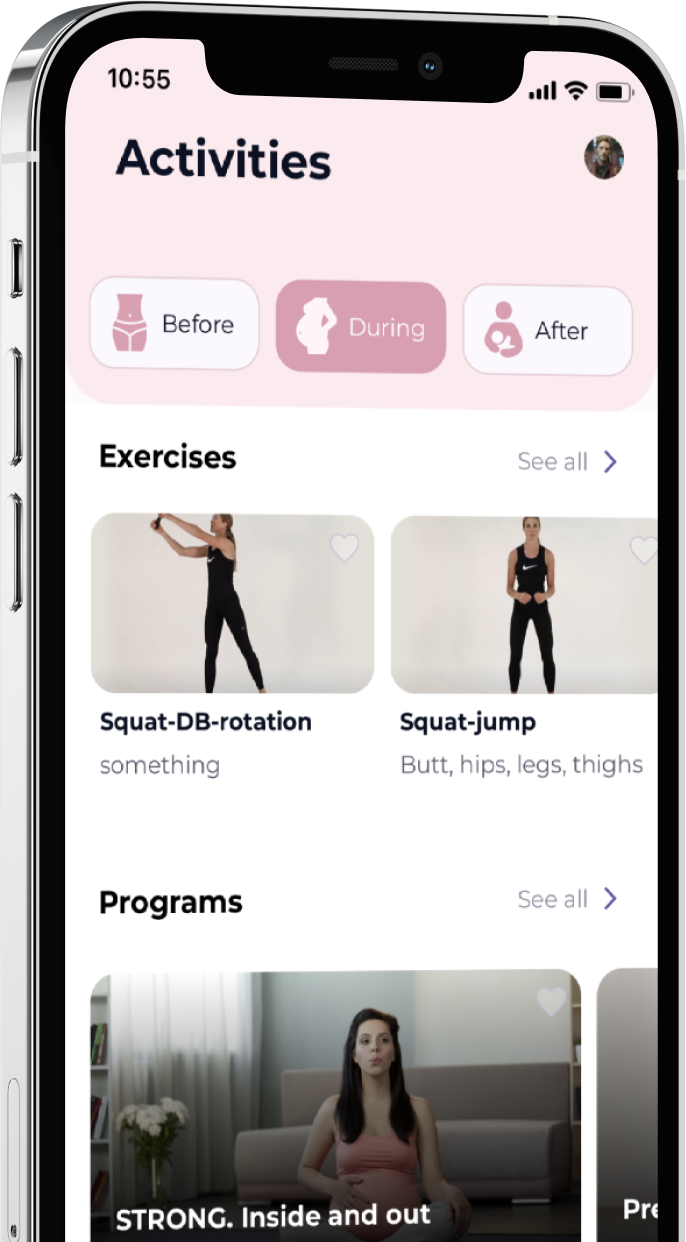 10:55
Activities
Before
During
After
Exercises
See all
Squat-DB-rotation
Squat-jump
something
Butt, hips, legs, thighs
Programs
See all
STRONG. Inside and out